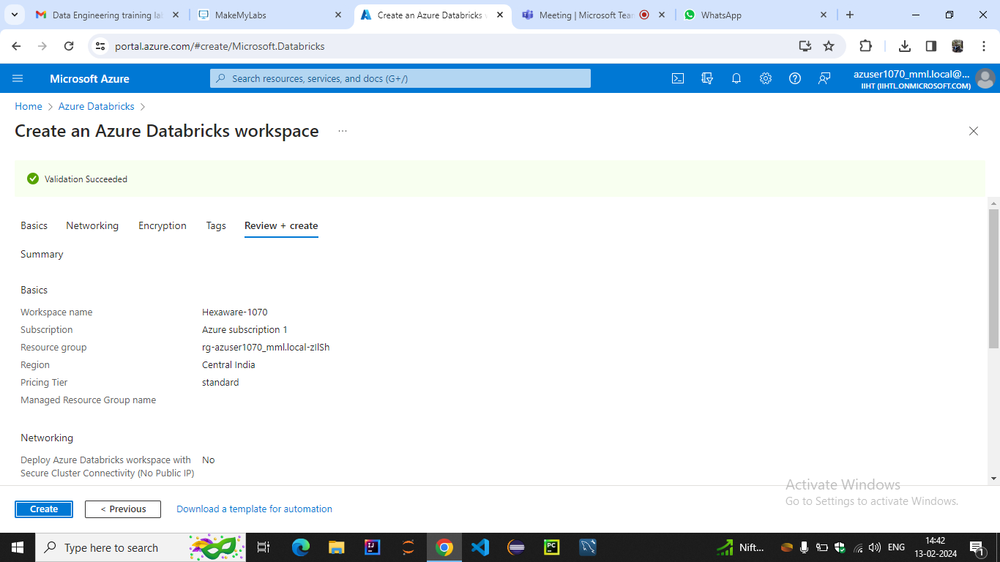 Data Engineering training la
MakeMyLabs
Create an Azure Databricks w
Meeting | Microsoft Team
WhatsApp
portal.azure.com/#create/Microsoft.Databricks
Microsoft Azure
Search resources, services, and docs (G+/)
azuser1070_mml.local@...
IIHT (IIHTL.ONMICROSOFT.COM)
Home > Azure Databricks >
Create an Azure Databricks workspace ...
Validation Succeeded
Basics Networking Encryption Tags Review + create
Summary
Basics
Workspace name Hexaware-1070
Subscription Azure subscription 1
Resource group rg-azuser1070_mml.local-zIlSh
Region Central India
Pricing Tier standard
Managed Resource Group name
Networking
Deploy Azure Databricks workspace with No
Secure Cluster Connectivity (No Public IP)
Activate Windows
Go to Settings to activate Windows.
Create < Previous Download a template for automation
Type here to search
Nift...
ENG
14:42
13-02-2024
1